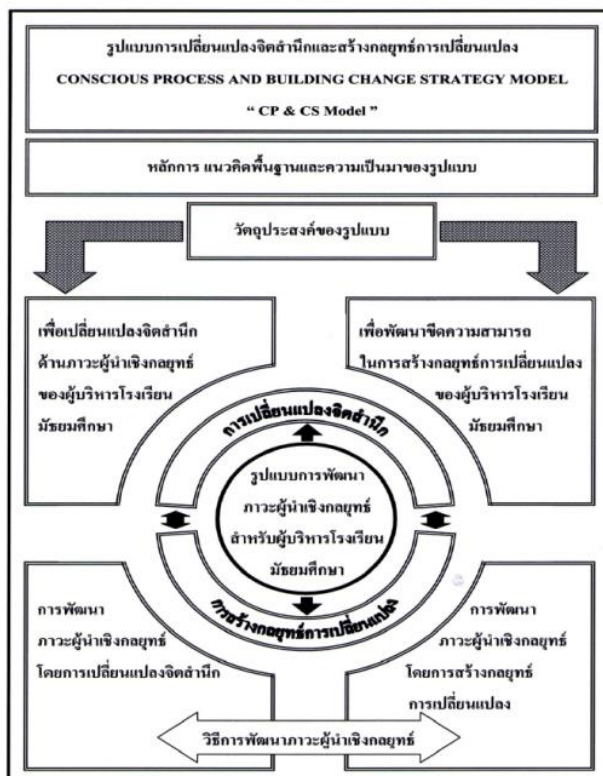 รูปแบบการเปลี่ยนแปลงจิตสำนึกและสร้างกลยุทธ์การเปลี่ยนแปลง
CONSCIOUS PROCESS AND BUILDING CHANGE STRATEGY MODEL
“ CP & CS Model ”
หลักการ แนวคิดพื้นฐานและความเป็นมาของรูปแบบ
วัตถุประสงค์ของรูปแบบ
เพื่อเปลี่ยนแปลงจิตสำนึก
ด้านภาวะผู้นำเชิงกลยุทธ์
ของผู้บริหารโรงเรียน
มัธยมศึกษา
เพื่อพัฒนาขีดความสามารถ
ในการสร้างกลยุทธ์การเปลี่ยนแปลง
ของผู้บริหารโรงเรียน
มัธยมศึกษา
การเปลี่ยนแปลงจิตสำนึก
รูปแบบการพัฒนา
ภาวะผู้นำเชิงกลยุทธ์
สำหรับผู้บริหารโรงเรียน
มัธยมศึกษา
การสร้างกลยุทธ์การเปลี่ยนแปลง
การพัฒนา
ภาวะผู้นำเชิงกลยุทธ์
โดยการเปลี่ยนแปลงจิตสำนึก
การพัฒนา
ภาวะผู้นำเชิงกลยุทธ์
โดยการสร้างกลยุทธ์
การเปลี่ยนแปลง
วิธีการพัฒนาภาวะผู้นำเชิงกลยุทธ์